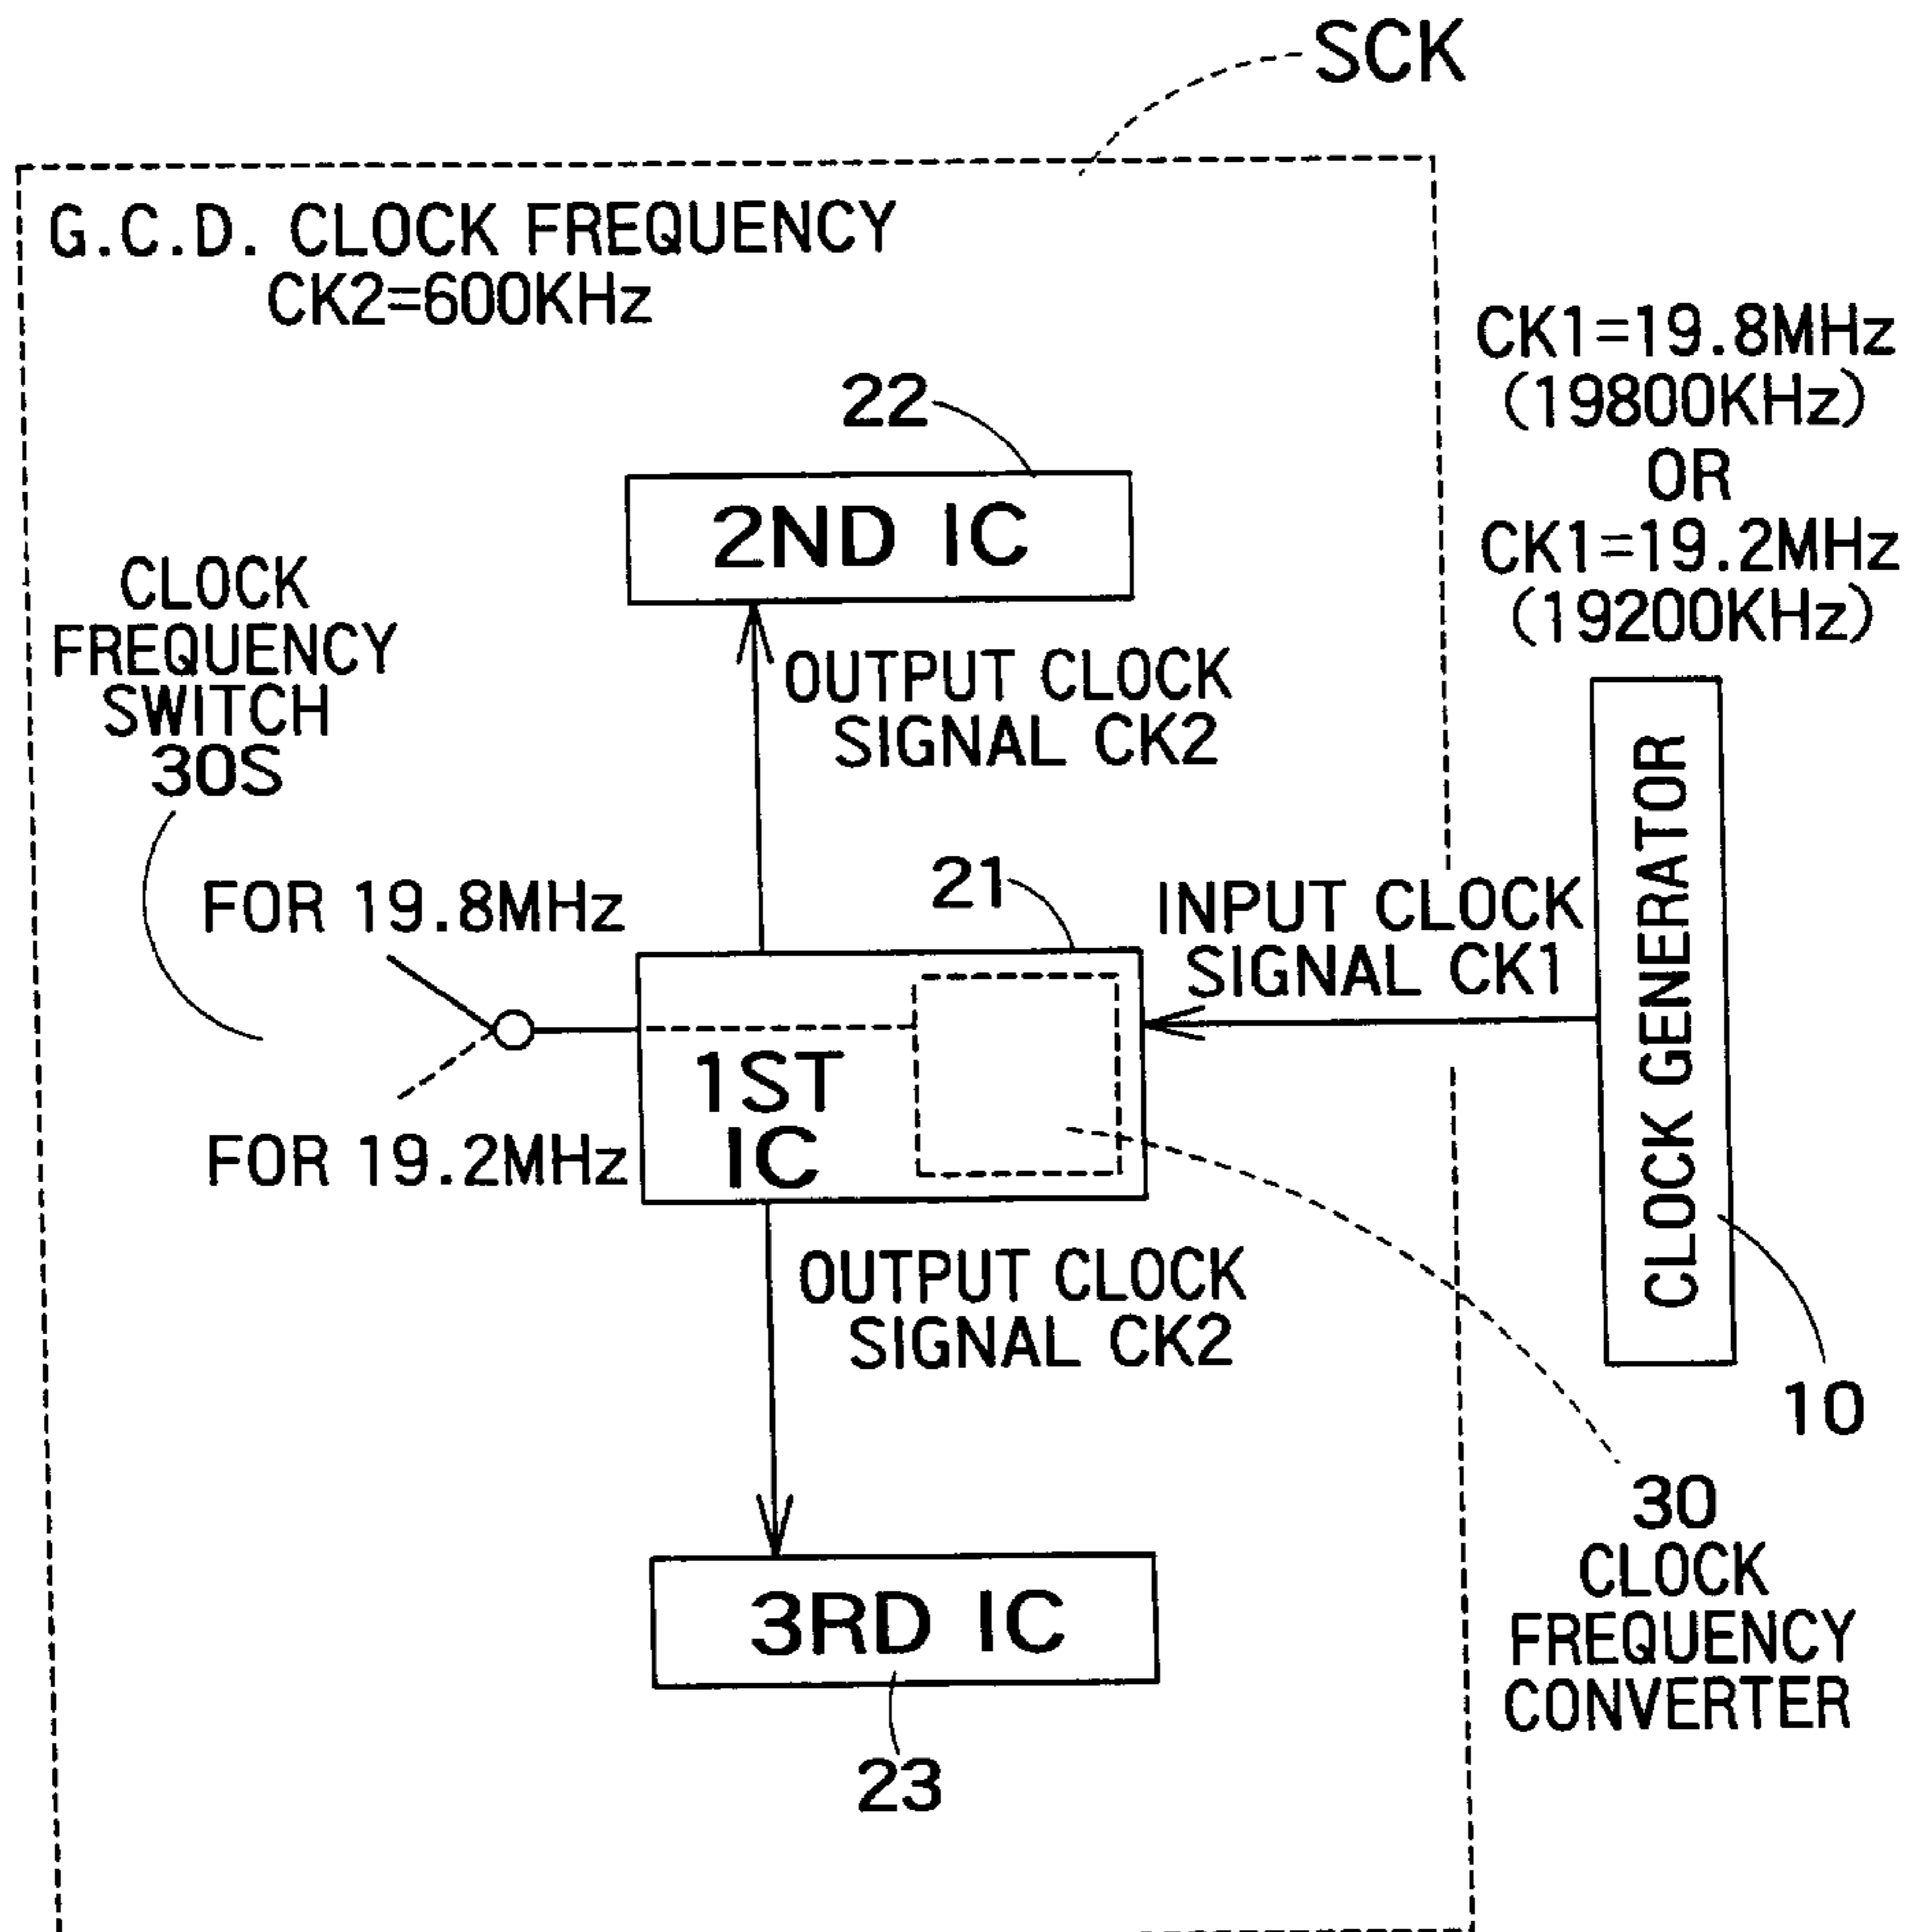 SCK
G.C.D. CLOCK FREQUENCY
CK2=600KHz
CK1=19.8MHz
(19800KHz)
OR
CK1=19.2MHz
(19200KHz)
22
2ND IC
CLOCK
FREQUENCY
SWITCH
30S
OUTPUT CLOCK
SIGNAL CK2
CLOCK GENERATOR
10
FOR 19.8MHz
21
INPUT CLOCK
SIGNAL CK1
1ST
IC
FOR 19.2MHz
OUTPUT CLOCK
SIGNAL CK2
30
CLOCK
FREQUENCY
CONVERTER
3RD IC
23